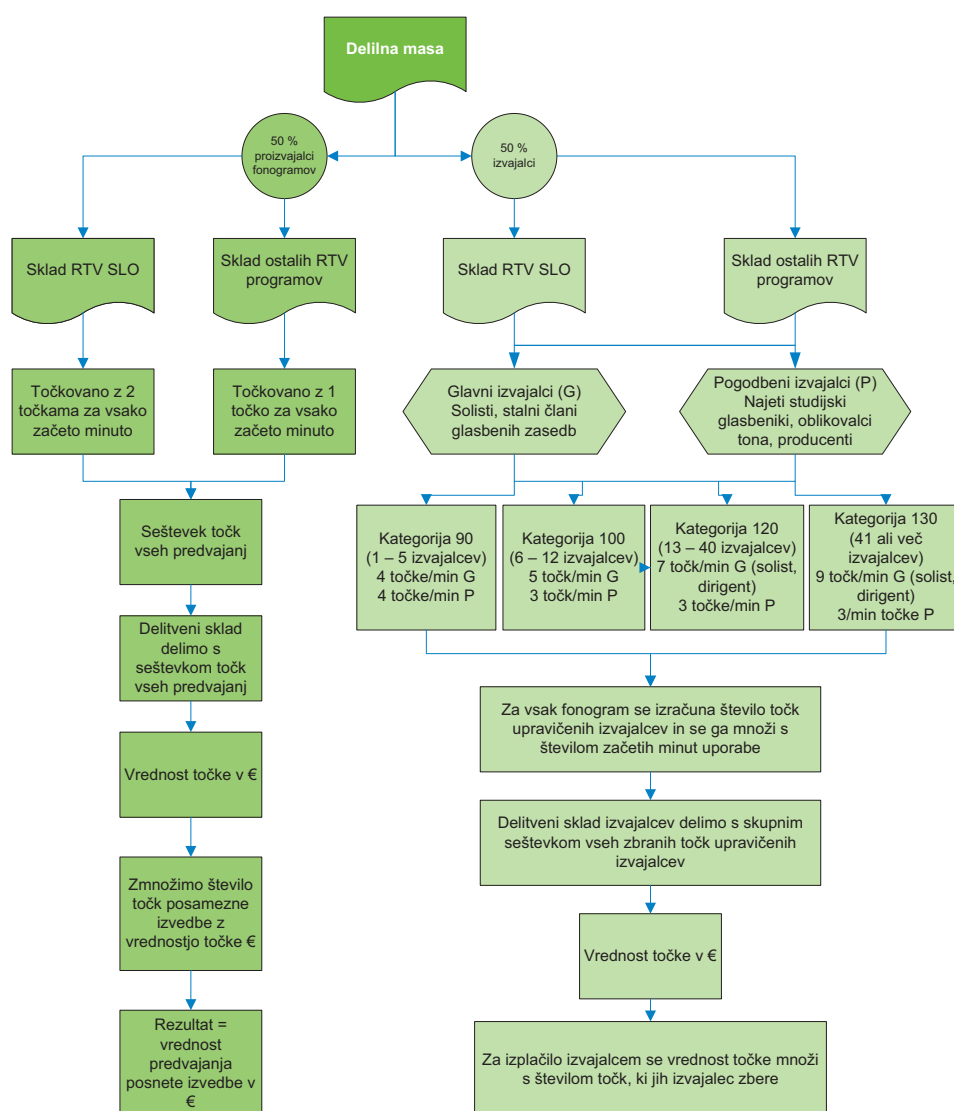 Delilna masa
50 %
proizvajalci
fonogramov
50 %
izvajalci
Sklad RTV SLO
Sklad ostalih RTV
programov
Sklad RTV SLO
Sklad ostalih RTV
programov
Točkovano z 2
točkama za vsako
začeto minuto
Točkovano z 1
točko za vsako
začeto minuto
Glavni izvajalci (G)
Solisti, stalni člani
glasbenih zasedb
Pogodbeni izvajalci (P)
Najeti studijski
glasbeniki, oblikovalci
tona, producenti
Seštevek točk
vseh predvajanj
Kategorija 90
(1 – 5 izvajalcev)
4 točke/min G
4 točke/min P
Kategorija 100
(6 – 12 izvajalcev)
5 točk/min G
3 točk/min P
Kategorija 120
(13 – 40 izvajalcev)
7 točk/min G (solist,
dirigent)
3 točke/min P
Kategorija 130
(41 ali več
izvajalcev)
9 točk/min G (solist,
dirigent)
3/min točke P
Delitveni sklad
delimo s
seštevkom točk
vseh predvajanj
Za vsak fonogram se izračuna število točk
upravičenih izvajalcev in se ga množi s
številom začetih minut uporabe
Vrednost točke v €
Delitveni sklad izvajalcev delimo s skupnim
seštevkom vseh zbranih točk upravičenih
izvajalcev
Zmnožimo število
točk posamezne
izvedbe z
vrednostjo točke €
Vrednost točke v €
Rezultat =
vrednost
predvajanja
posnete izvedbe v
€
Za izplačilo izvajalcem se vrednost točke množi
s številom točk, ki jih izvajalec zbere